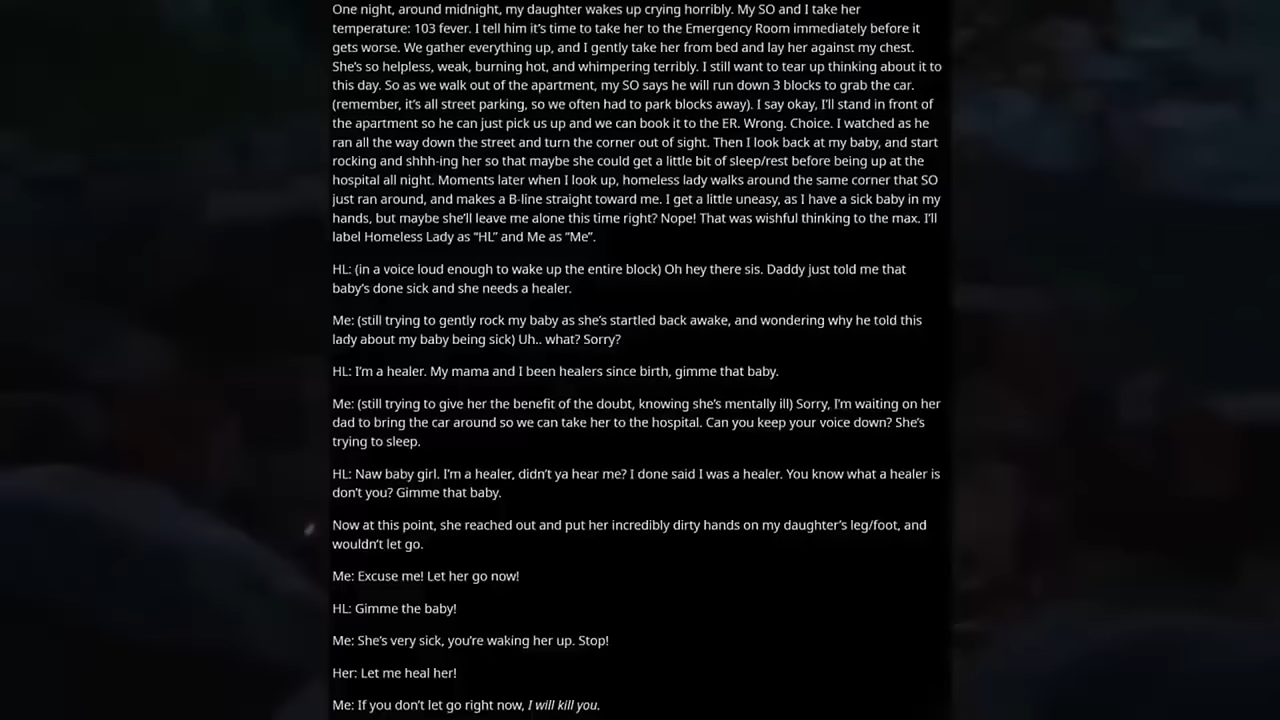 One night, around midnight, my daughter wakes up crying horribly. My SO and I take her
temperature: 103 fever. I tell him it’s time to take her to the Emergency Room immediately before it
gets worse. We gather everything up, and I gently take her from bed and lay her against my chest.
She’s so helpless, weak, burning hot, and whimpering terribly. I still want to tear up thinking about it to
this day. So as we walk out of the apartment, my SO says he will run down 3 blocks to grab the car.
(remember, it’s all street parking, so we often had to park blocks away). I say okay, I’ll stand in front of
the apartment so he can just pick us up and we can book it to the ER. Wrong. Choice. I watched as he
ran all the way down the street and turn the corner out of sight. Then I look back at my baby, and start
rocking and shhh-ing her so that maybe she could get a little bit of sleep/rest before being up at the
hospital all night. Moments later when I look up, homeless lady walks around the same corner that SO
just ran around, and makes a B-line straight toward me. I get a little uneasy, as I have a sick baby in my
hands, but maybe she’ll leave me alone this time right? Nope! That was wishful thinking to the max. I’ll
label Homeless Lady as “HL” and Me as “Me”.
HL: (in a voice loud enough to wake up the entire block) Oh hey there sis. Daddy just told me that
baby’s done sick and she needs a healer.
Me: (still trying to gently rock my baby as she’s startled back awake, and wondering why he told this
lady about my baby being sick) Uh.. what? Sorry?
HL: I’m a healer. My mama and I been healers since birth, gimme that baby.
Me: (still trying to give her the benefit of the doubt, knowing she’s mentally ill) Sorry, I’m waiting on her
dad to bring the car around so we can take her to the hospital. Can you keep your voice down? She’s
trying to sleep.
HL: Naw baby girl. I’m a healer, didn’t ya hear me? I done said I was a healer. You know what a healer is
don’t you? Gimme that baby.
Now at this point, she reached out and put her incredibly dirty hands on my daughter’s leg/foot, and
wouldn’t let go.
Me: Excuse me! Let her go now!
HL: Gimme the baby!
Me: She’s very sick, you’re waking her up. Stop!
Her: Let me heal her!
Me: If you don’t let go right now, I will kill you.